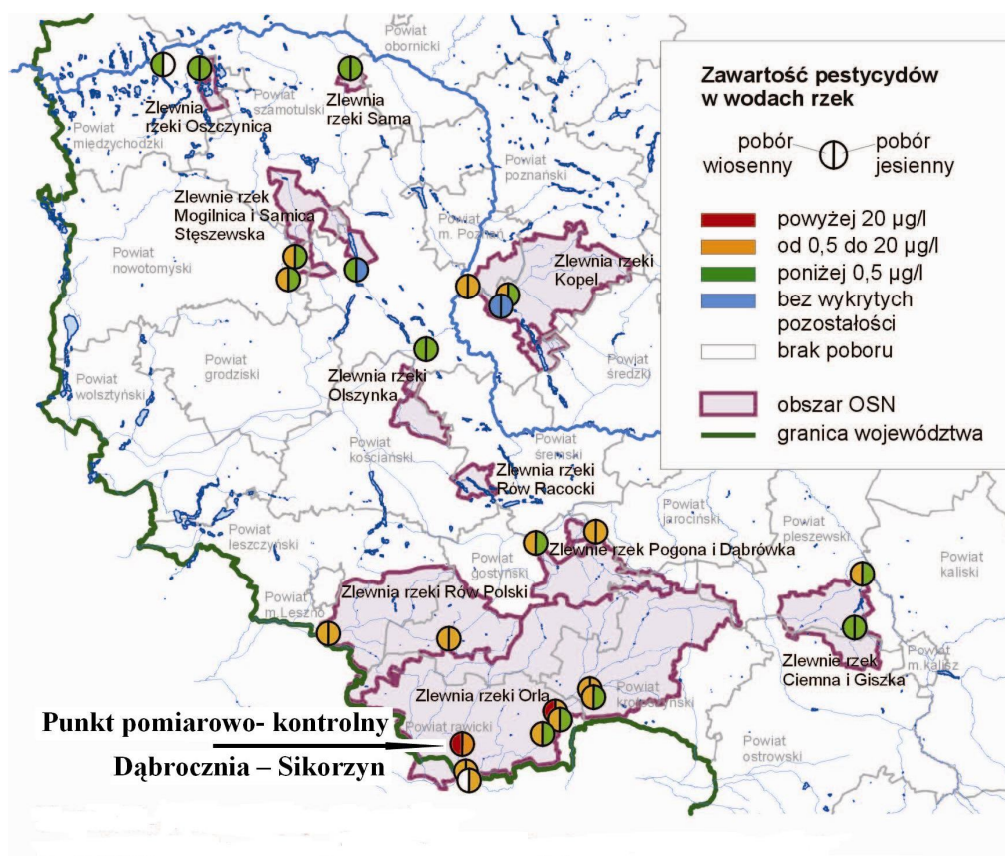 Powiat
obornicki
Zlewnia
rzeki Oszczynica
Powiat
szamotulski
Zlewnia
rzeki Sama
Powiat
międzychodzki
Powiat
poznański
Zlewnie rzek
Mogilnica i Samica
Stęszewska
Powiat
m. Poznań
Powiat
nowotomyski
Zlewnia rzeki
Kopel
Powiat
średzki
Powiat
grodziski
Powiat
wolsztyński
Zlewnia rzeki
Olszynka
Powiat
kościański
Powiat
śremski
Zlewnia rzeki
Rów Racocki
Powiat
leszczyński
Powiat
jarociński
Powiat
pleszewski
Powiat
kaliski
Powiat
gostyński
Zlewnie rzek Pogona i Dąbrówka
Zlewnia rzeki Rów Polski
Powiat
m. Leszno
Zlewnie rzek
Ciemna i Giszka
Powiat
m.kalisz
Zlewnia rzeki Orla
Powiat
krotoszyński
Powiat rawicki
Powiat
ostrowski
Punkt pomiarowo- kontrolny
Dąbrocznia – Sikorzyn
Zawartość pestycydów
w wodach rzek
pobór
wiosenny
pobór
jesienny
powyżej 20 µg/l
od 0,5 do 20 µg/l
poniżej 0,5 µg/l
bez wykrytych
pozostałości
brak poboru
obszar OSN
granica województwa